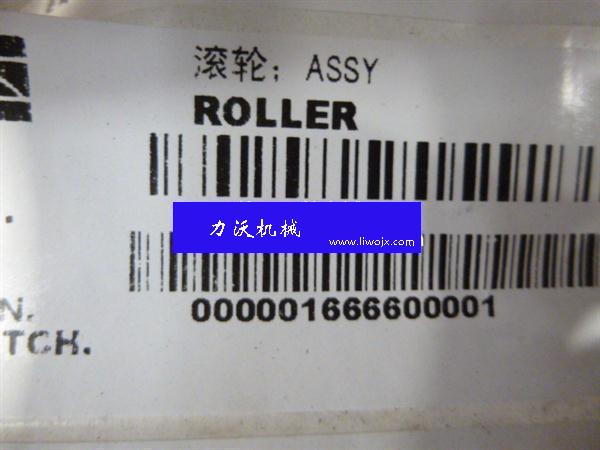 滚轮; ASSY
ROLLER
力沃机械
www.liwojx.com
000001666600001
N.
TCH.